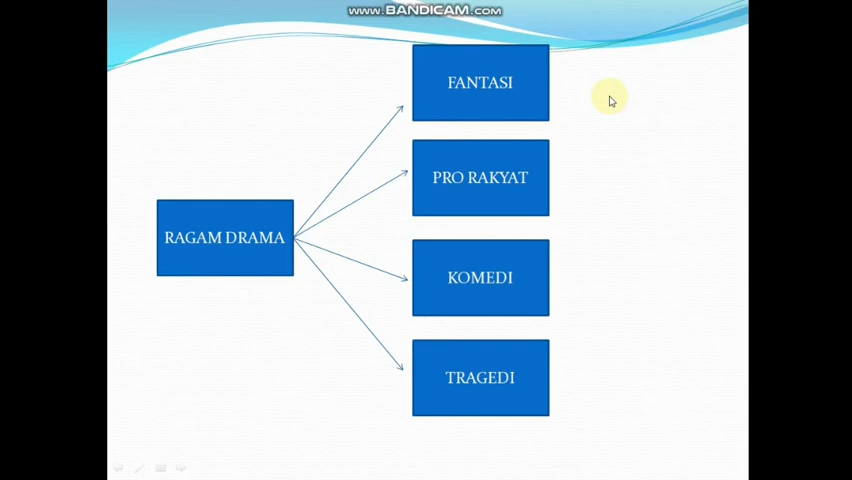 www.BANDICAM.com
FANTASI
PRO RAKYAT
RAGAM DRAMA
KOMEDI
TRAGEDI